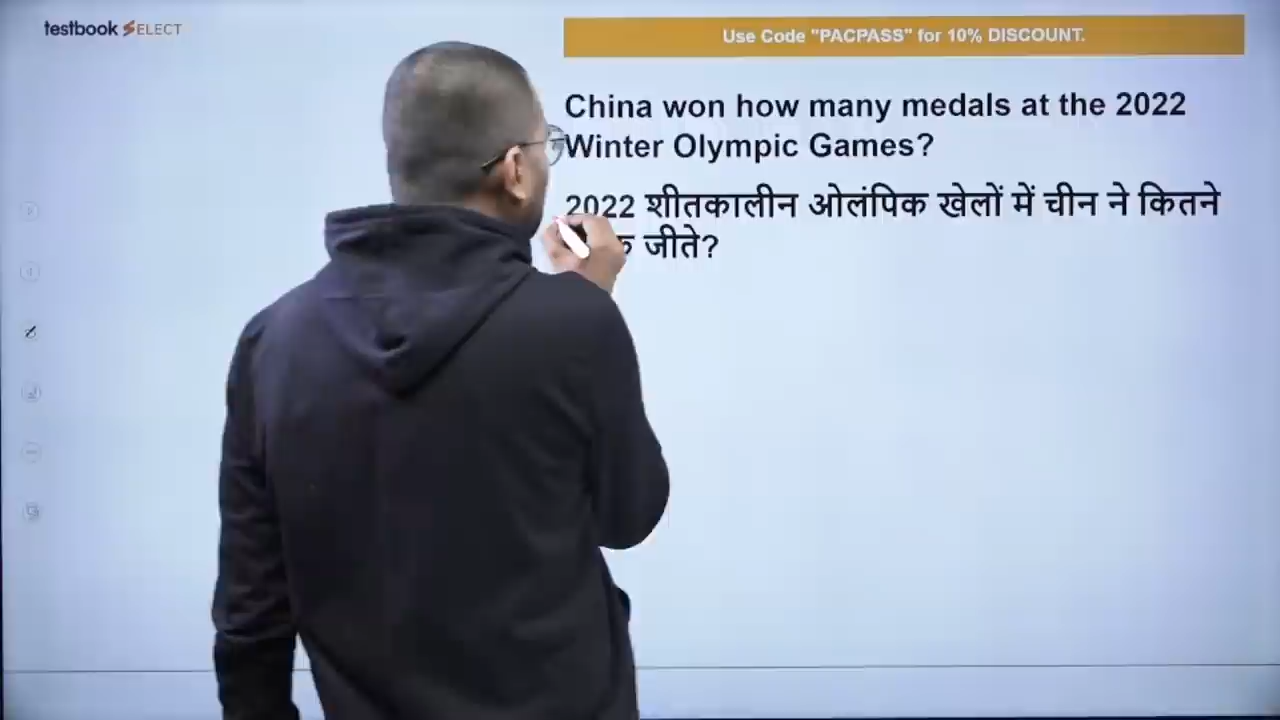 testbook SELECT
Use Code "PACPASS" for 10% DISCOUNT.
China won how many medals at the 2022
Winter Olympic Games?
2022 शीतकालीन ओलंपिक खेलों में चीन ने कितने
जीते?